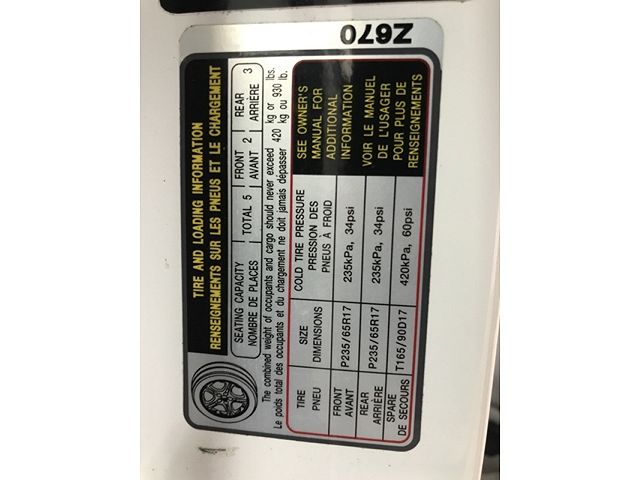 TIRE AND LOADING INFORMATION
RENSEIGNEMENTS SUR LES PNEUS ET LE CHARGEMENT
SEATING CAPACITY
NOMBRE DE PLACES
TOTAL 5
FRONT
AVANT
2
REAR
ARRIÈRE
3
The combined weight of occupants and cargo should never exceed 420 kg or 930 lb.
Le poids total des occupants et du chargement ne doit jamais dépasser 420 kg ou 930 lb.
TIRE
PNEU
SIZE
DIMENSIONS
COLD TIRE PRESSURE
PRESSION DES
PNEUS À FROID
FRONT
AVANT
P235/65R17
235kPa, 34psi
REAR
ARRIÈRE
P235/65R17
235kPa, 34psi
SPARE
DE SECOURS
T165/90D17
420kPa, 60psi
SEE OWNER'S
MANUAL FOR
ADDITIONAL
INFORMATION
VOIR LE MANUEL
DE L'USAGER
POUR PLUS DE
RENSEIGNEMENTS
Z670